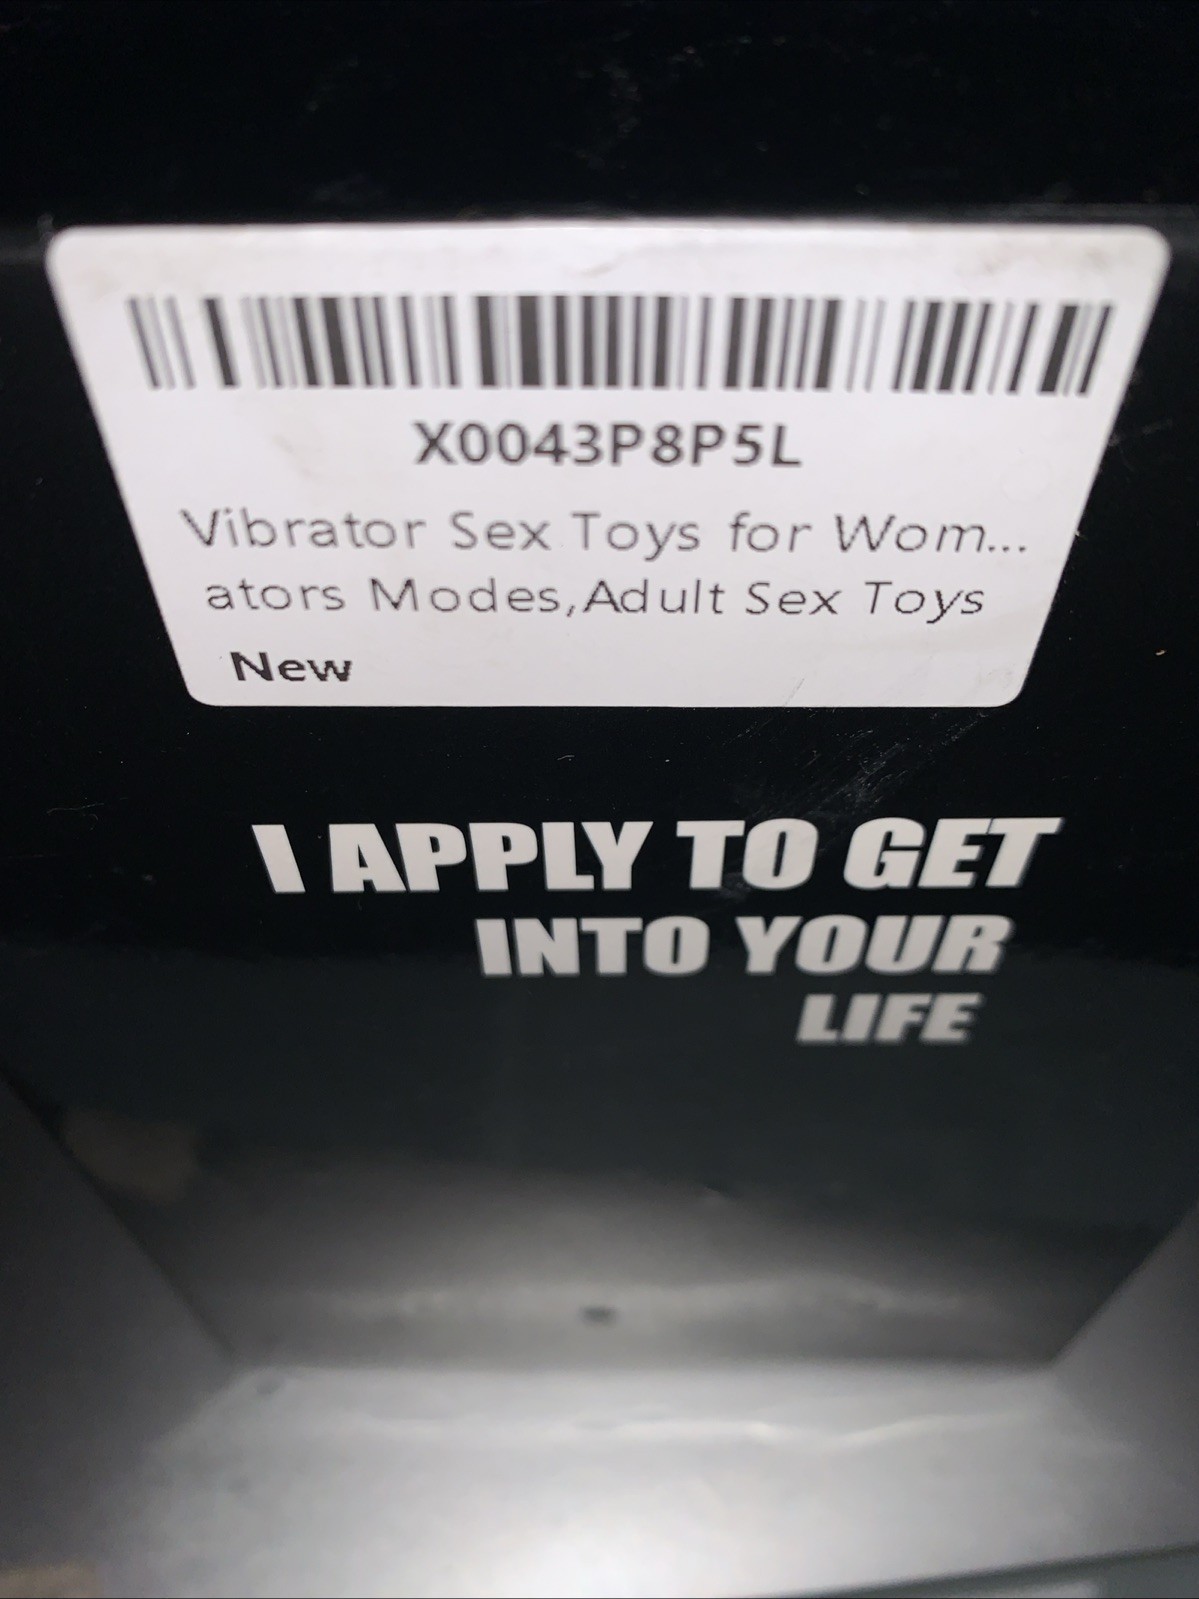 X0043P8P5L
Vibrator Sex Toys for Wom...
ators Modes,Adult Sex Toys
New
I APPLY TO GET
INTO YOUR
LIFE